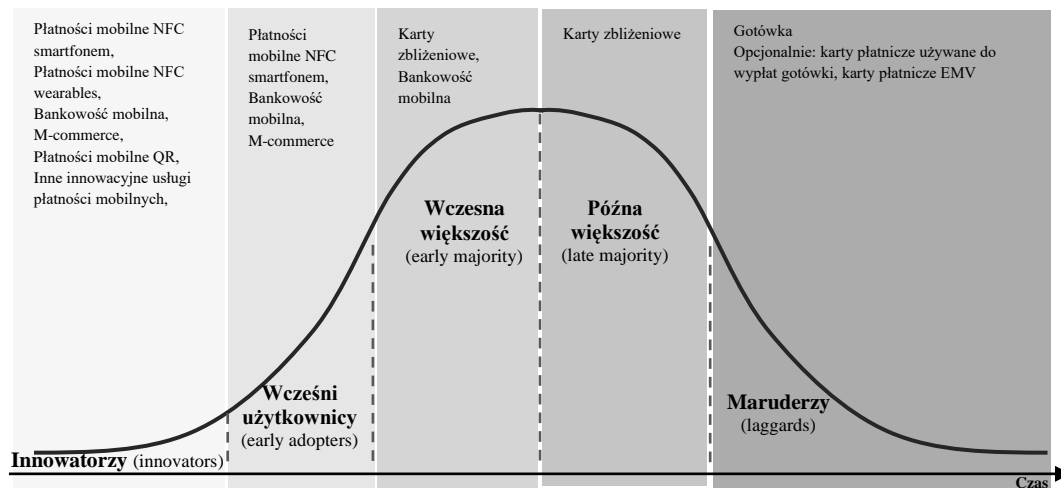 Płatności mobilne NFC
smartfonem,
Płatności mobilne NFC
wearables,
Bankowość mobilna,
M-commerce,
Płatności mobilne QR,
Inne innowacyjne usługi
płatności mobilnych,
Płatności
mobilne NFC
smartfonem,
Bankowość
mobilna,
M-commerce
Karty
zbliżeniowe,
Bankowość
mobilna
Karty zbliżeniowe
Gotówka
Opcjonalnie: karty płatnicze używane do
wypłat gotówki, karty płatnicze EMV
Innowatorzy (innovators)
Wcześni
użytkownicy
(early adopters)
Wczesna
większość
(early majority)
Późna
większość
(late majority)
Maruderzy
(laggards)
Czas